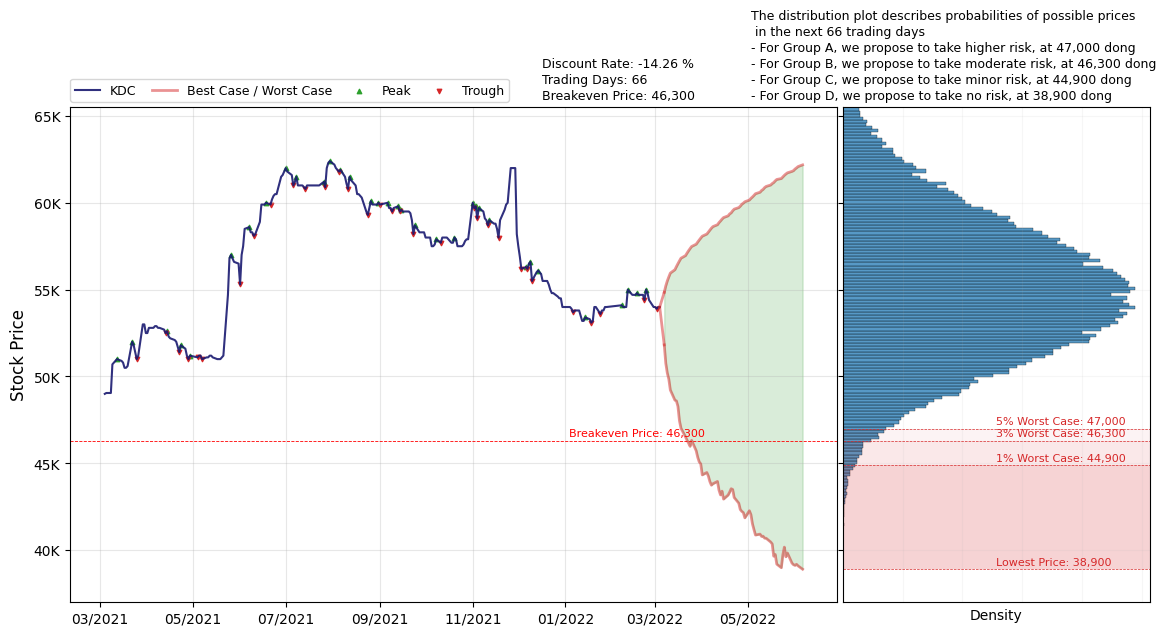 The distribution plot describes probabilities of possible prices
in the next 66 trading days
- For Group A, we propose to take higher risk, at 47,000 dong
- For Group B, we propose to take moderate risk, at 46,300 dong
- For Group C, we propose to take minor risk, at 44,900 dong
- For Group D, we propose to take no risk, at 38,900 dong
Discount Rate: -14.26 %
Trading Days: 66
Breakeven Price: 46,300
KDC
Best Case / Worst Case
Peak
Trough
Stock Price
65K
60K
55K
50K
45K
40K
Breakeven Price: 46,300
5% Worst Case: 47,000
3% Worst Case: 46,300
1% Worst Case: 44,900
Lowest Price: 38,900
03/2021
05/2021
07/2021
09/2021
11/2021
01/2022
03/2022
05/2022
Density